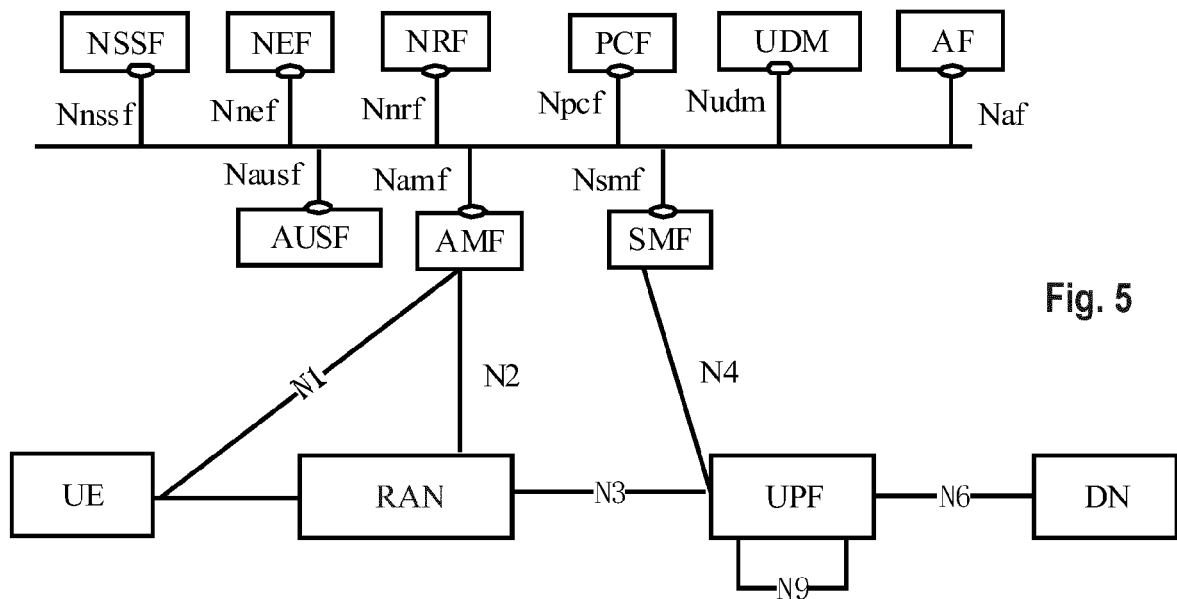 NSSF NEF NRF PCF UDM AF
Nnssf Nnef Nnrf Npcf Nudm Naf
Nausf Namf Nsmf
AUSF AMF SMF
Fig. 5
N1 N2 N4
UE RAN N3 UPF N6 DN
N9